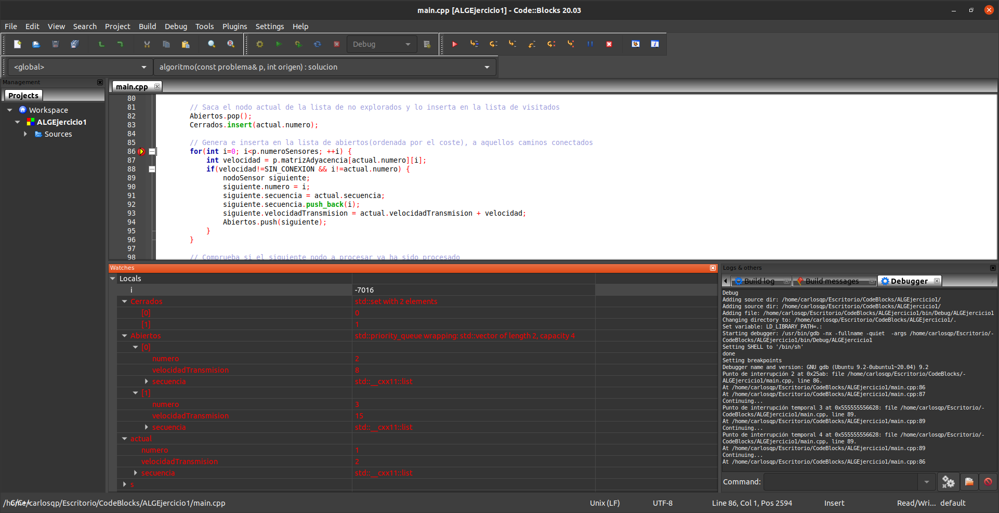 main.cpp [ALGEjercicio1] - Code::Blocks 20.03
File Edit View Search Project Build Debug Tools Plugins Settings Help
Debug
<global>
algoritmo(const problema& p, int origen) : solucion
Management
Projects
Workspace
ALGEjercicio1
Sources
main.cpp
80
81 // Saca el nodo actual de la lista de no explorados y lo inserta en la lista de visitados
82 Abiertos.pop();
83 Cerrados.insert(actual.numero);
84
85 // Genera e inserta en la lista de abiertos(ordenada por el coste), a aquellos caminos conectados
86 for(int i=0; i<p.numeroSensores; ++i) {
87 int velocidad = p.matrizAdyacencia[actual.numero][i];
88 if(velocidad!=SIN_CONEXION && i!=actual.numero) {
89 nodoSensor siguiente;
90 siguiente.numero = i;
91 siguiente.secuencia = actual.secuencia;
92 siguiente.secuencia.push_back(i);
93 siguiente.velocidadTransmision = actual.velocidadTransmision + velocidad;
94 Abiertos.push(siguiente);
95 }
96 }
97
98 // Comprueba si el siguiente nodo a procesar ya ha sido procesado
Watches
Locals
i -7016
Cerrados std::set with 2 elements
[0] 0
[1] 1
Abiertos std::priority_queue wrapping: std::vector of length 2, capacity 4
[0]
numero 2
velocidadTransmision 8
secuencia std::__cxx11::list
[1]
numero 3
velocidadTransmision 15
secuencia std::__cxx11::list
actual
numero 1
velocidadTransmision 2
secuencia std::__cxx11::list
s
Logs & others
Build log Build messages Debugger
Debug
Adding source dir: /home/carlosqp/Escritorio/CodeBlocks/ALGEjercicio1/
Adding source dir: /home/carlosqp/Escritorio/CodeBlocks/ALGEjercicio1/
Adding file: /home/carlosqp/Escritorio/CodeBlocks/ALGEjercicio1/bin/Debug/ALGEjercicio1
Changing directory to: /home/carlosqp/Escritorio/CodeBlocks/ALGEjercicio1/.
Set variable: LD_LIBRARY_PATH=.:
Starting debugger: /usr/bin/gdb -nx -fullname -quiet  -args /home/carlosqp/Escritorio/-
CodeBlocks/ALGEjercicio1/bin/Debug/ALGEjercicio1
Setting SHELL to '/bin/sh'
done
Setting breakpoints
Debugger name and version: GNU gdb (Ubuntu 9.2-0ubuntu1~20.04) 9.2
Punto de interrupción 2 at 0x25ab: file /home/carlosqp/Escritorio/CodeBlocks/-
ALGEjercicio1/main.cpp, line 86.
At /home/carlosqp/Escritorio/CodeBlocks/ALGEjercicio1/main.cpp:86
At /home/carlosqp/Escritorio/CodeBlocks/ALGEjercicio1/main.cpp:87
Continuing...
Punto de interrupción temporal 3 at 0x555555556628: file /home/carlosqp/Escritorio/-
CodeBlocks/ALGEjercicio1/main.cpp, line 89.
At /home/carlosqp/Escritorio/CodeBlocks/ALGEjercicio1/main.cpp:89
Continuing...
Punto de interrupción temporal 4 at 0x555555556628: file /home/carlosqp/Escritorio/-
CodeBlocks/ALGEjercicio1/main.cpp, line 89.
At /home/carlosqp/Escritorio/CodeBlocks/ALGEjercicio1/main.cpp:89
Continuing...
At /home/carlosqp/Escritorio/CodeBlocks/ALGEjercicio1/main.cpp:86
Command:
/home/carlosqp/Escritorio/CodeBlocks/ALGEjercicio1/main.cpp
C/C++
Unix (LF) UTF-8 Line 86, Col 1, Pos 2594 Insert Read/Wri... default